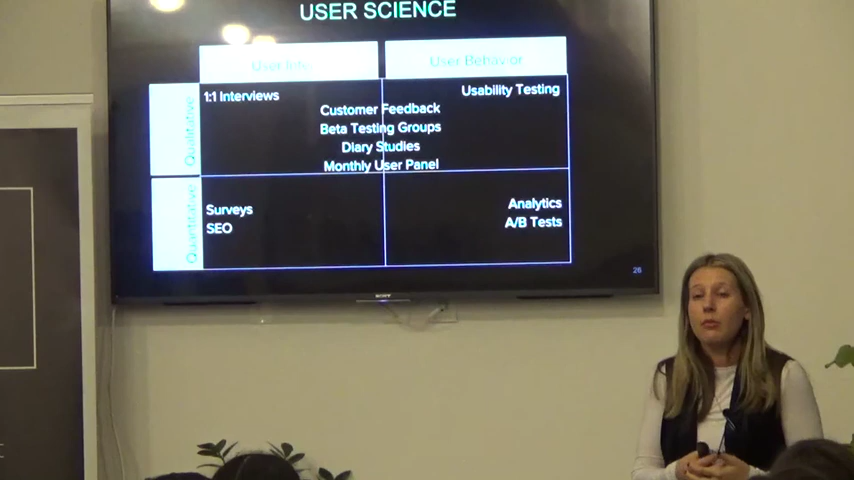 USER SCIENCE
User Behavior
User
Qualitative
1:1 Interviews
Usability Testing
Customer Feedback
Beta Testing Groups
Diary Studies
Monthly User Panel
Quantitative
Surveys
SEO
Analytics
A/B Tests
26
SONY